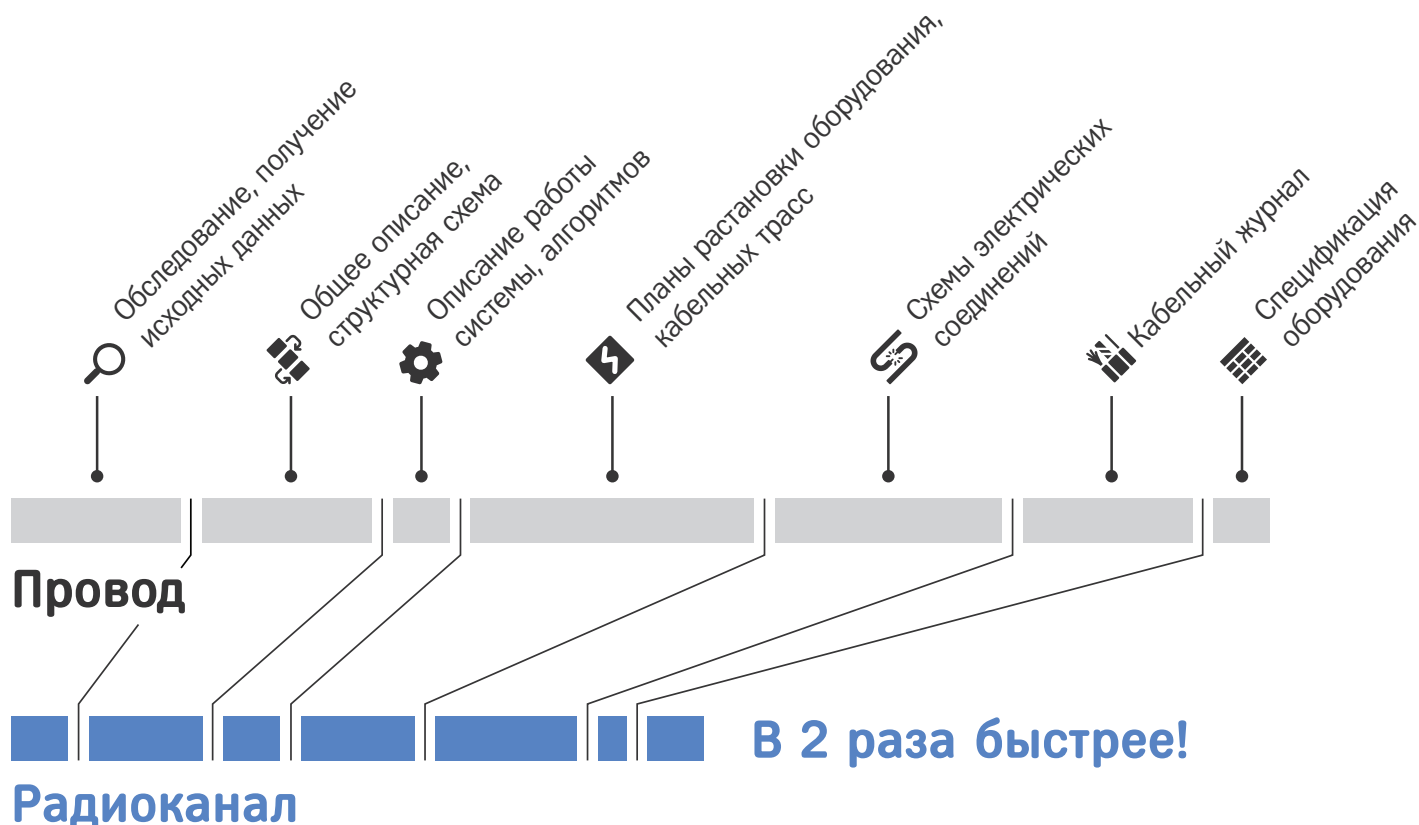 Обследование, получение
исходных данных
Общее описание,
структурная схема
Описание работы
системы, алгоритмов
Планы растановки оборудования,
кабельных трасс
Схемы электрических
соединений
Кабельный журнал
Спецификация
оборудования
Провод
В 2 раза быстрее!
Радиоканал